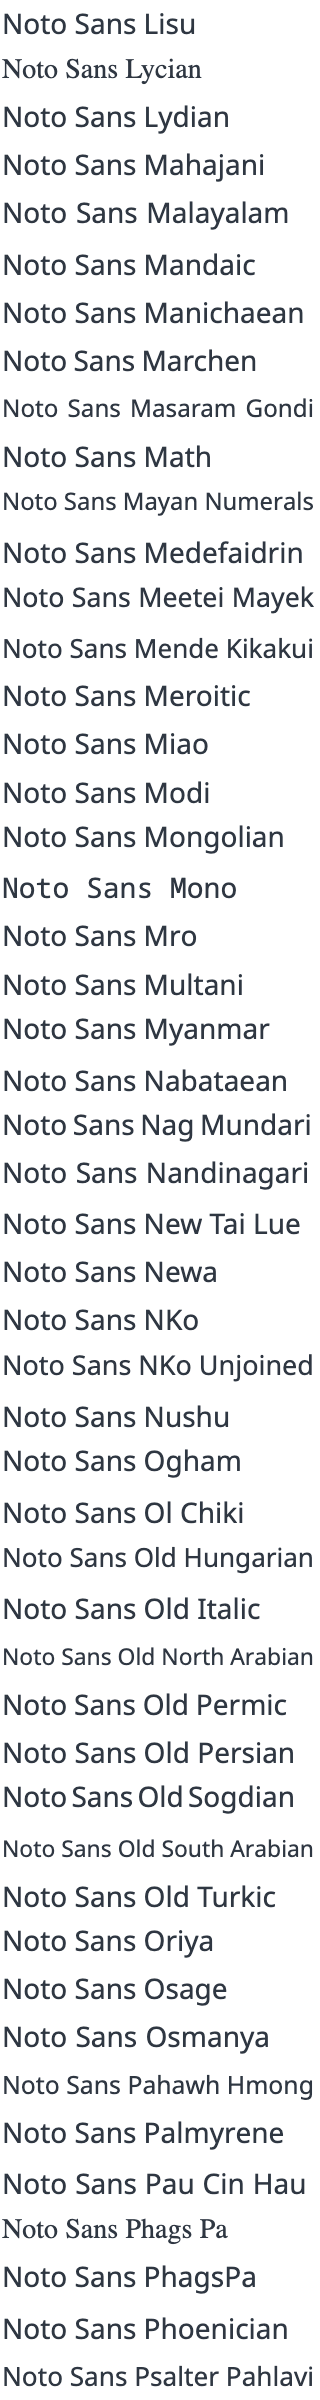 Noto Sans Lisu
Noto Sans Lycian
Noto Sans Lydian
Noto Sans Mahajani
Noto Sans Malayalam
Noto Sans Mandaic
Noto Sans Manichaean
Noto Sans Marchen
Noto Sans Masaram Gondi
Noto Sans Math
Noto Sans Mayan Numerals
Noto Sans Medefaidrin
Noto Sans Meetei Mayek
Noto Sans Mende Kikakui
Noto Sans Meroitic
Noto Sans Miao
Noto Sans Modi
Noto Sans Mongolian
Noto Sans Mono
Noto Sans Mro
Noto Sans Multani
Noto Sans Myanmar
Noto Sans Nabataean
Noto Sans Nag Mundari
Noto Sans Nandinagari
Noto Sans New Tai Lue
Noto Sans Newa
Noto Sans NKo
Noto Sans NKo Unjoined
Noto Sans Nushu
Noto Sans Ogham
Noto Sans Ol Chiki
Noto Sans Old Hungarian
Noto Sans Old Italic
Noto Sans Old North Arabian
Noto Sans Old Permic
Noto Sans Old Persian
Noto Sans Old Sogdian
Noto Sans Old South Arabian
Noto Sans Old Turkic
Noto Sans Oriya
Noto Sans Osage
Noto Sans Osmanya
Noto Sans Pahawh Hmong
Noto Sans Palmyrene
Noto Sans Pau Cin Hau
Noto Sans Phags Pa
Noto Sans PhagsPa
Noto Sans Phoenician
Noto Sans Psalter Pahlavi